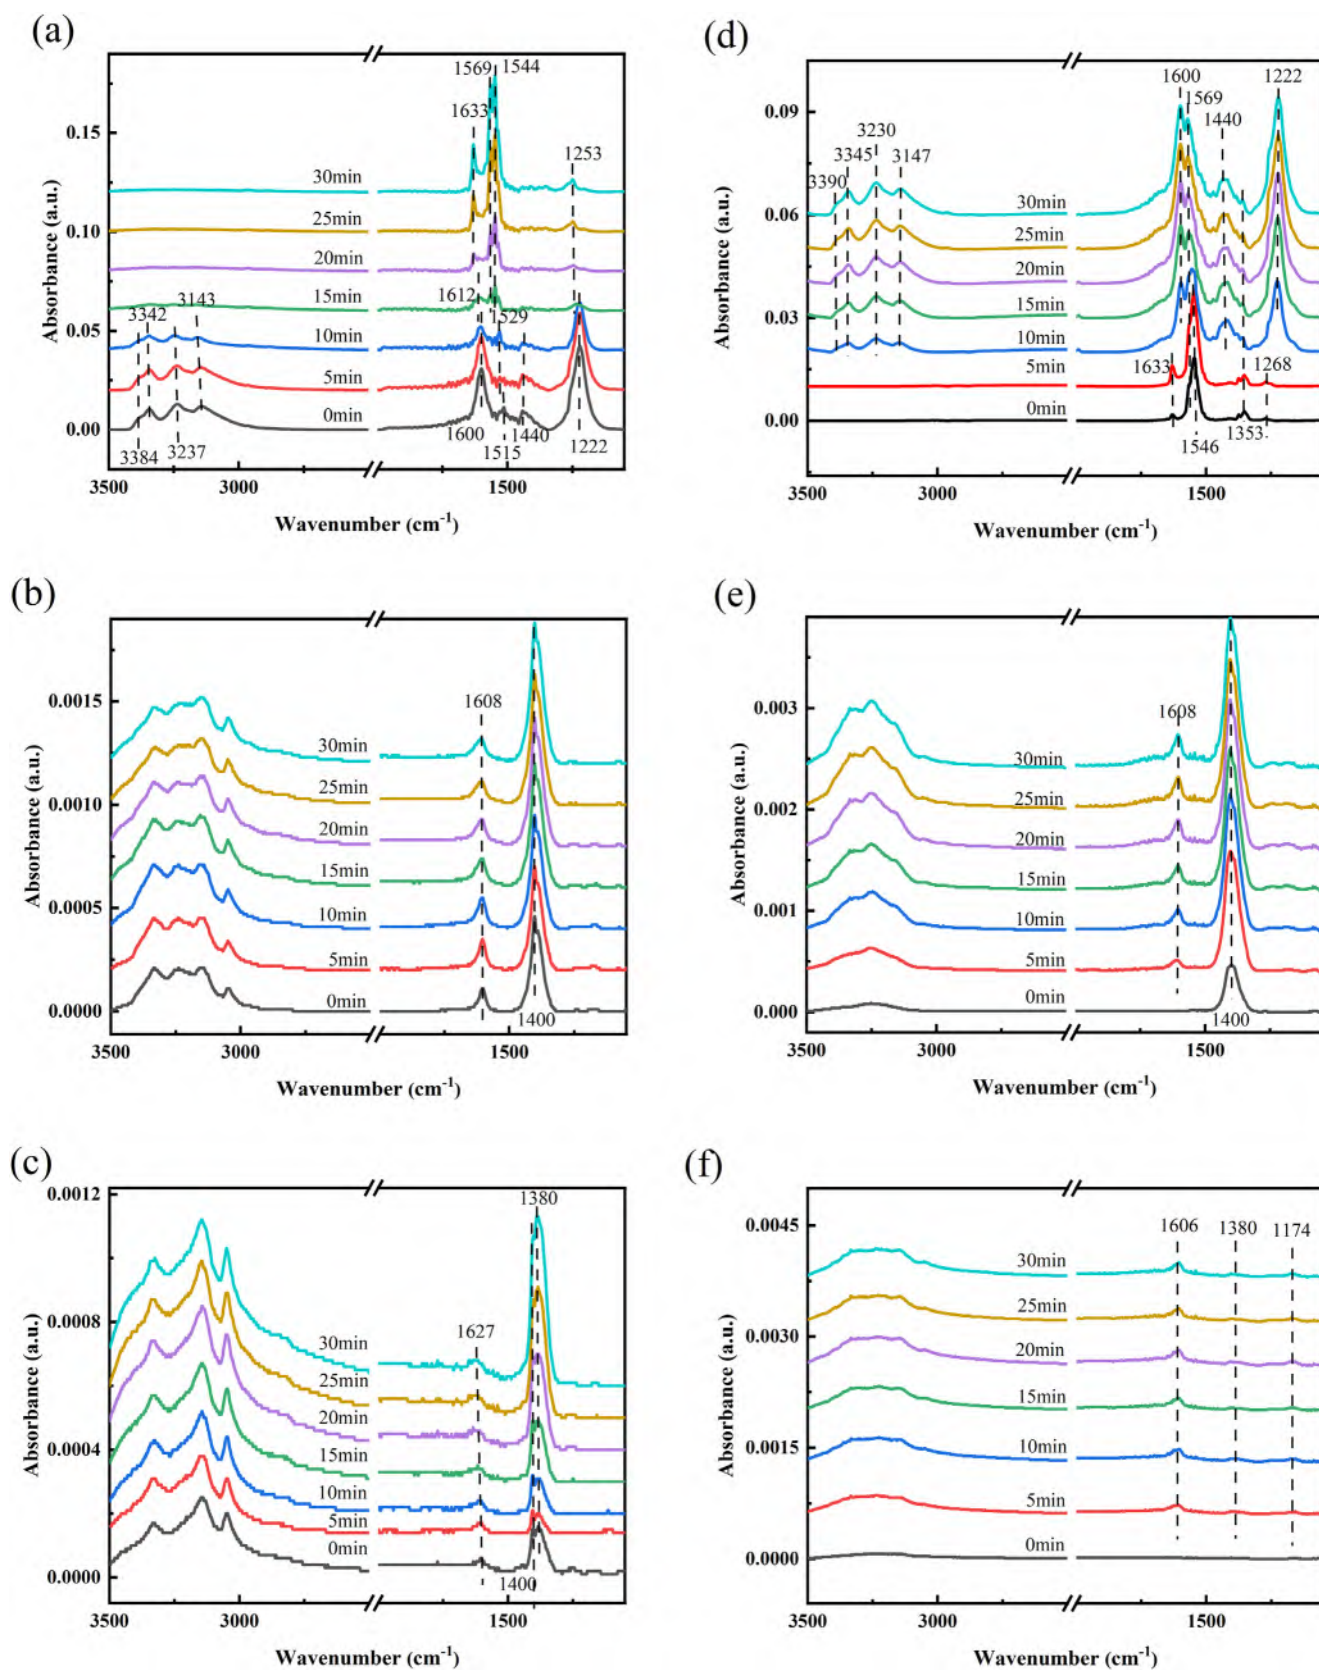 (a)
1569 1544
1633
1253
0.15
30min
25min
0.10
20min
1612
15min
1529
3342 3143
10min
0.05
5min
0min
0.00
3384 3237
1600 1515 1440 1222
Absorbance (a.u.)
3500 3000 1500
Wavenumber (cm-1)
(d)
1600 1222
1569
1440
0.09
3230
3345 3147
3390
30min
0.06
25min
20min
15min
0.03
10min
5min
1633 1268
0min
0.00
1353
1546
Absorbance (a.u.)
3500 3000 1500
Wavenumber (cm-1)
(b)
1608
0.0015
30min
25min
0.0010
20min
15min
10min
0.0005
5min
0min
0.0000
1400
Absorbance (a.u.)
3500 3000 1500
Wavenumber (cm-1)
(e)
1608
0.003
30min
25min
0.002
20min
15min
10min
0.001
5min
0min
0.000
1400
Absorbance (a.u.)
3500 3000 1500
Wavenumber (cm-1)
(c)
0.0012
1380
0.0008
1627
30min
25min
20min
0.0004
15min
10min
5min
0min
0.0000
1400
Absorbance (a.u.)
3500 3000 1500
Wavenumber (cm-1)
(f)
1606 1380 1174
0.0045
30min
25min
0.0030
20min
15min
0.0015
10min
5min
0min
0.0000
Absorbance (a.u.)
3500 3000 1500
Wavenumber (cm-1)